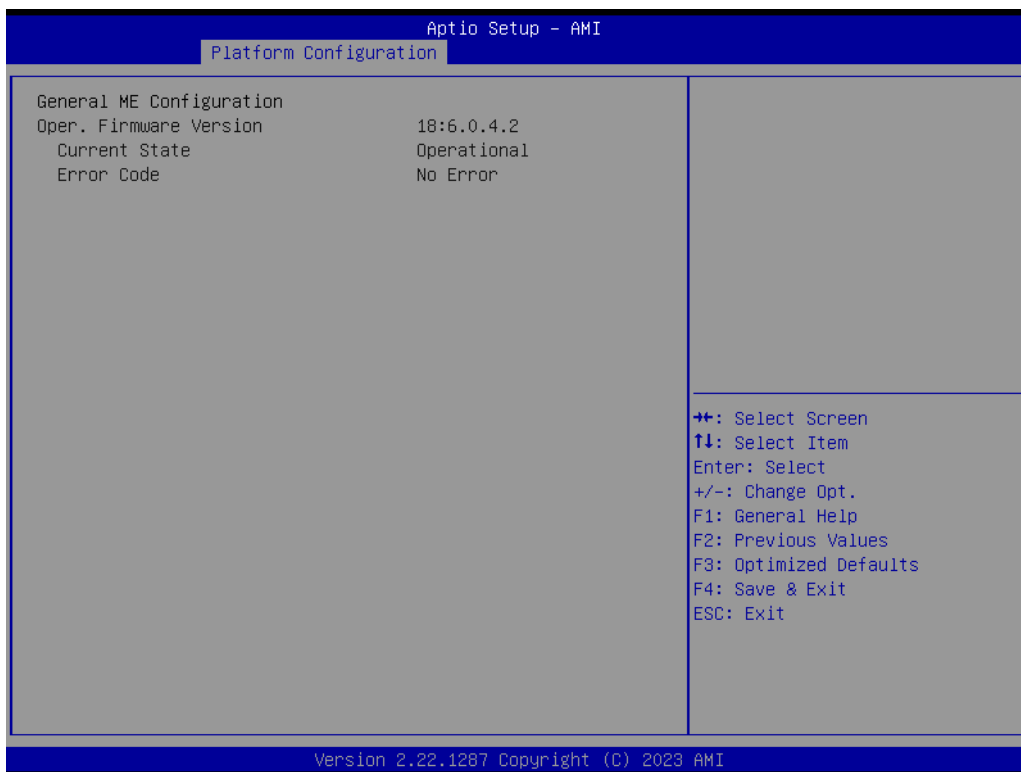 Aptio Setup - AMI
Platform Configuration
General ME Configuration
Oper. Firmware Version 18:6.0.4.2
Current State Operational
Error Code No Error
→←: Select Screen
↑↓: Select Item
Enter: Select
+/-: Change Opt.
F1: General Help
F2: Previous Values
F3: Optimized Defaults
F4: Save & Exit
ESC: Exit
Version 2.22.1287 Copyright (C) 2023 AMI